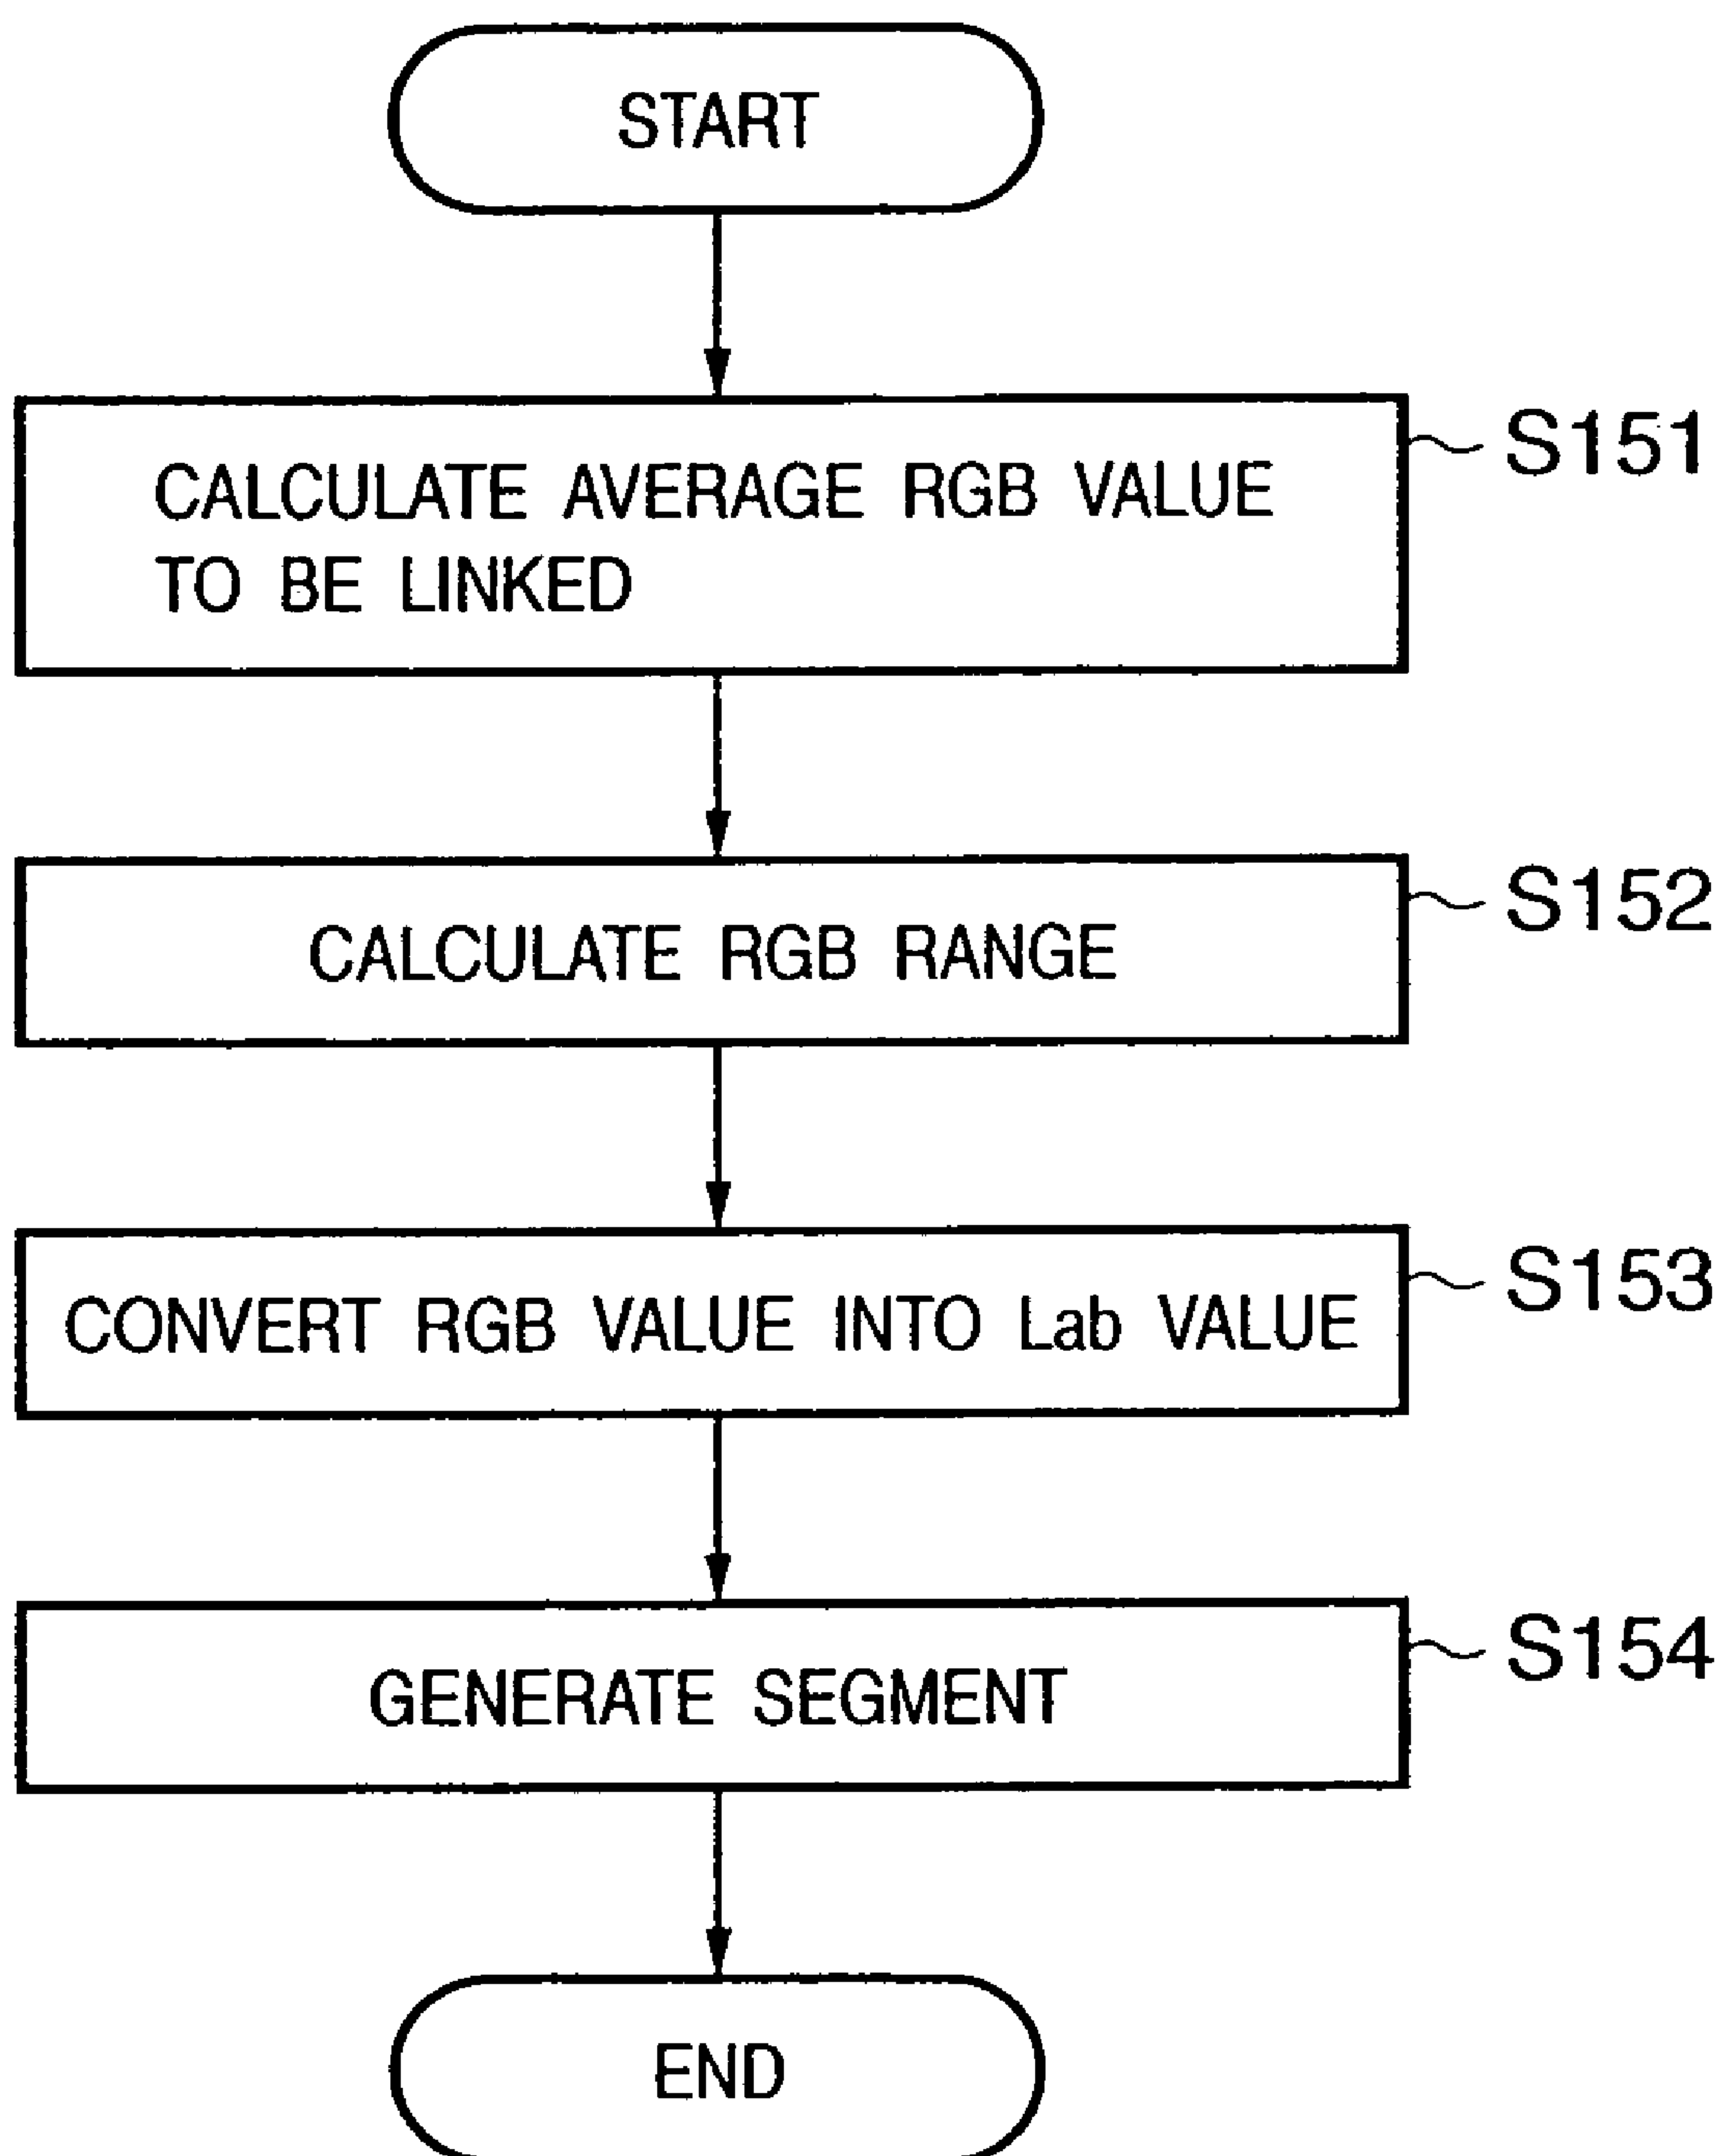 START
S151
CALCULATE AVERAGE RGB VALUE
TO BE LINKED
S152
CALCULATE RGB RANGE
S153
CONVERT RGB VALUE INTO Lab VALUE
S154
GENERATE SEGMENT
END